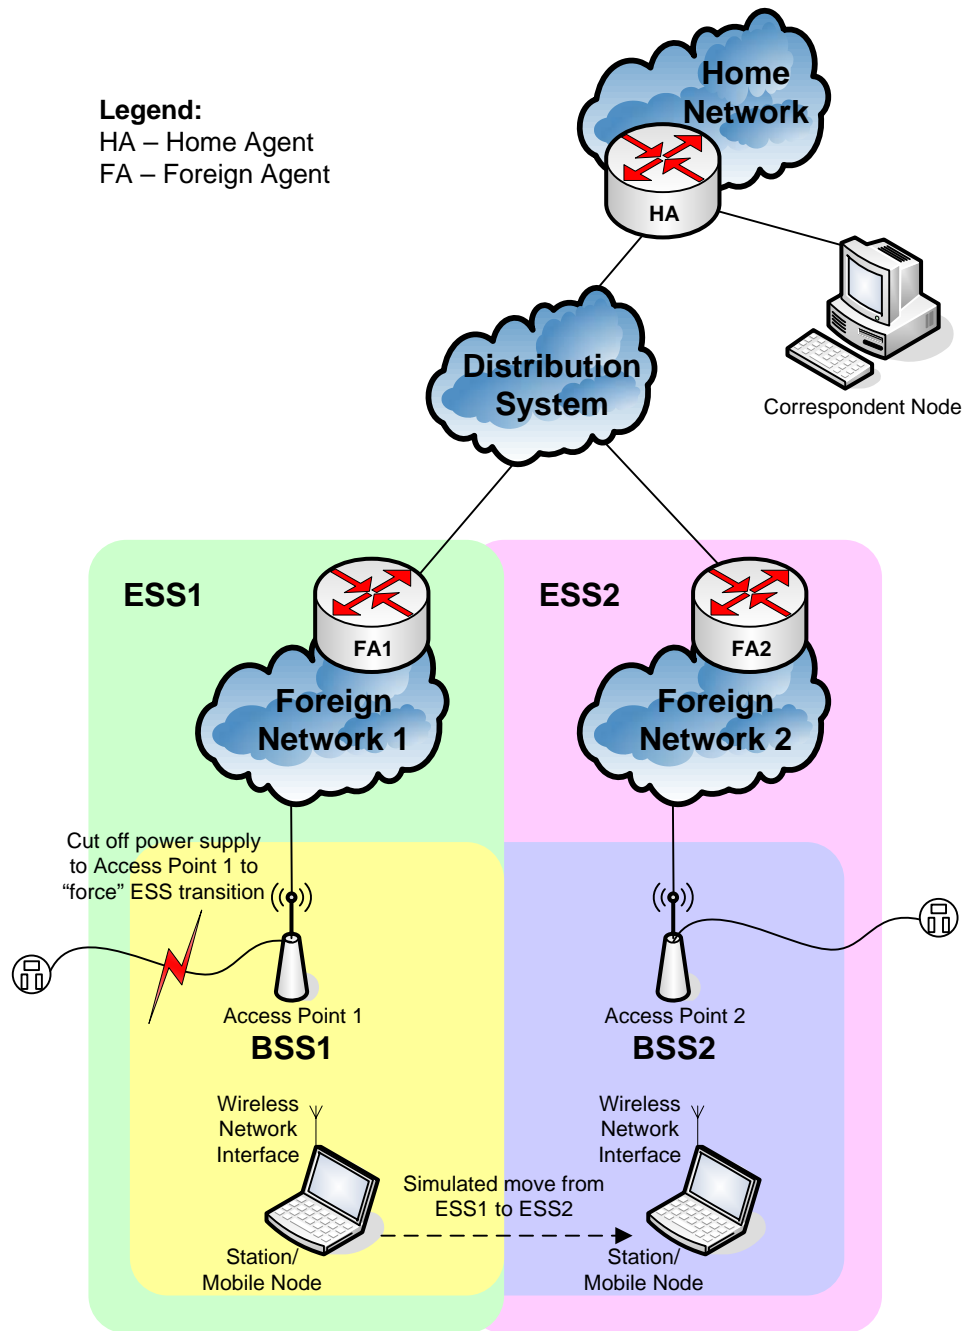 Legend:
HA – Home Agent
FA – Foreign Agent
Home
Network
HA
Distribution
System
Correspondent Node
ESS1
ESS2
FA1
FA2
Foreign
Network 1
Foreign
Network 2
Cut off power supply
to Access Point 1 to
“force” ESS transition
Access Point 1
BSS1
Access Point 2
BSS2
Wireless
Network
Interface
Wireless
Network
Interface
Simulated move from
ESS1 to ESS2
Station/
Mobile Node
Station/
Mobile Node